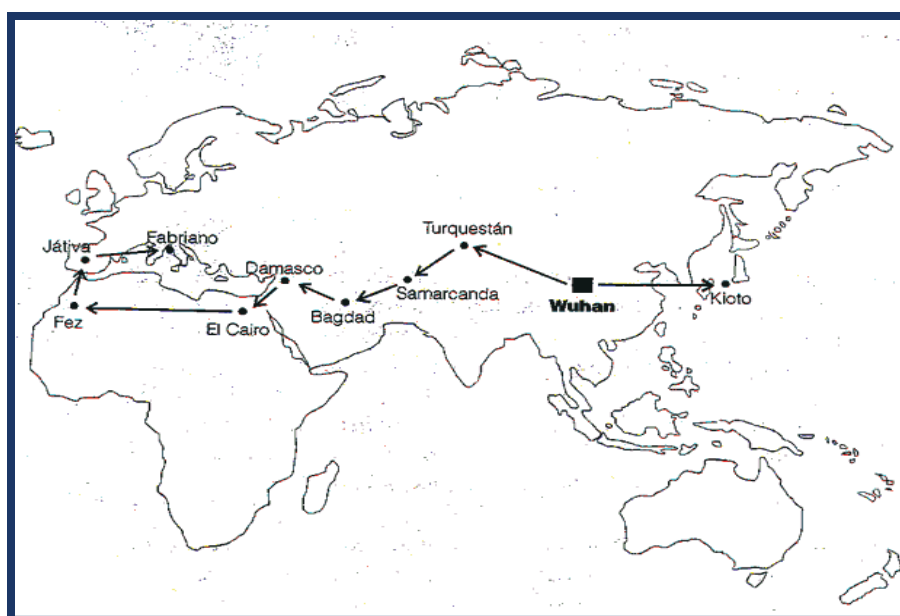 Turquestán
Fabriano
Játiva
Damasco
Samarcanda
Kioto
Wuhan
Bagdad
Fez
El Cairo